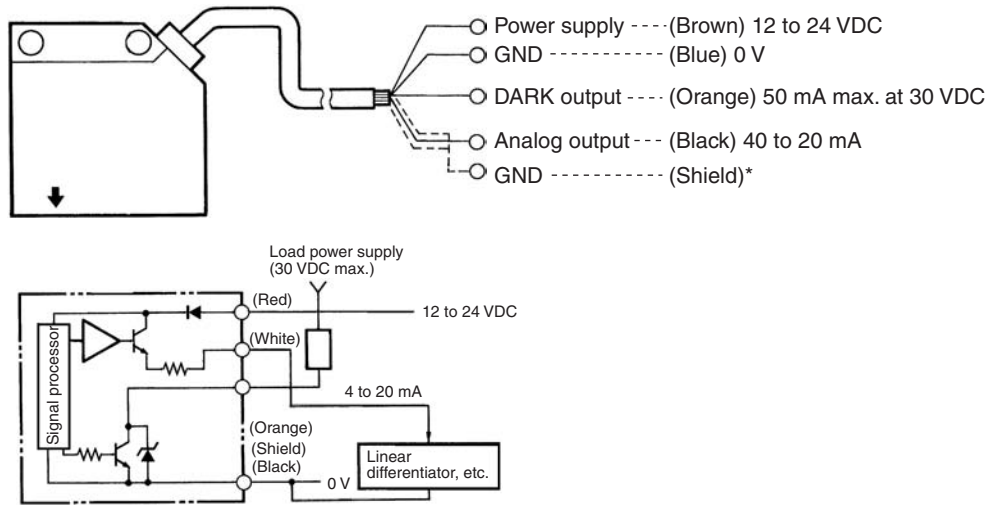 Power supply (Brown) 12 to 24 VDC
GND (Blue) 0 V
DARK output (Orange) 50 mA max. at 30 VDC
Analog output (Black) 40 to 20 mA
GND (Shield)*
Load power supply
(30 VDC max.)
(Red)
12 to 24 VDC
(White)
Signal processor
4 to 20 mA
(Orange)
(Shield)
(Black)
0 V
Linear
differentiator, etc.